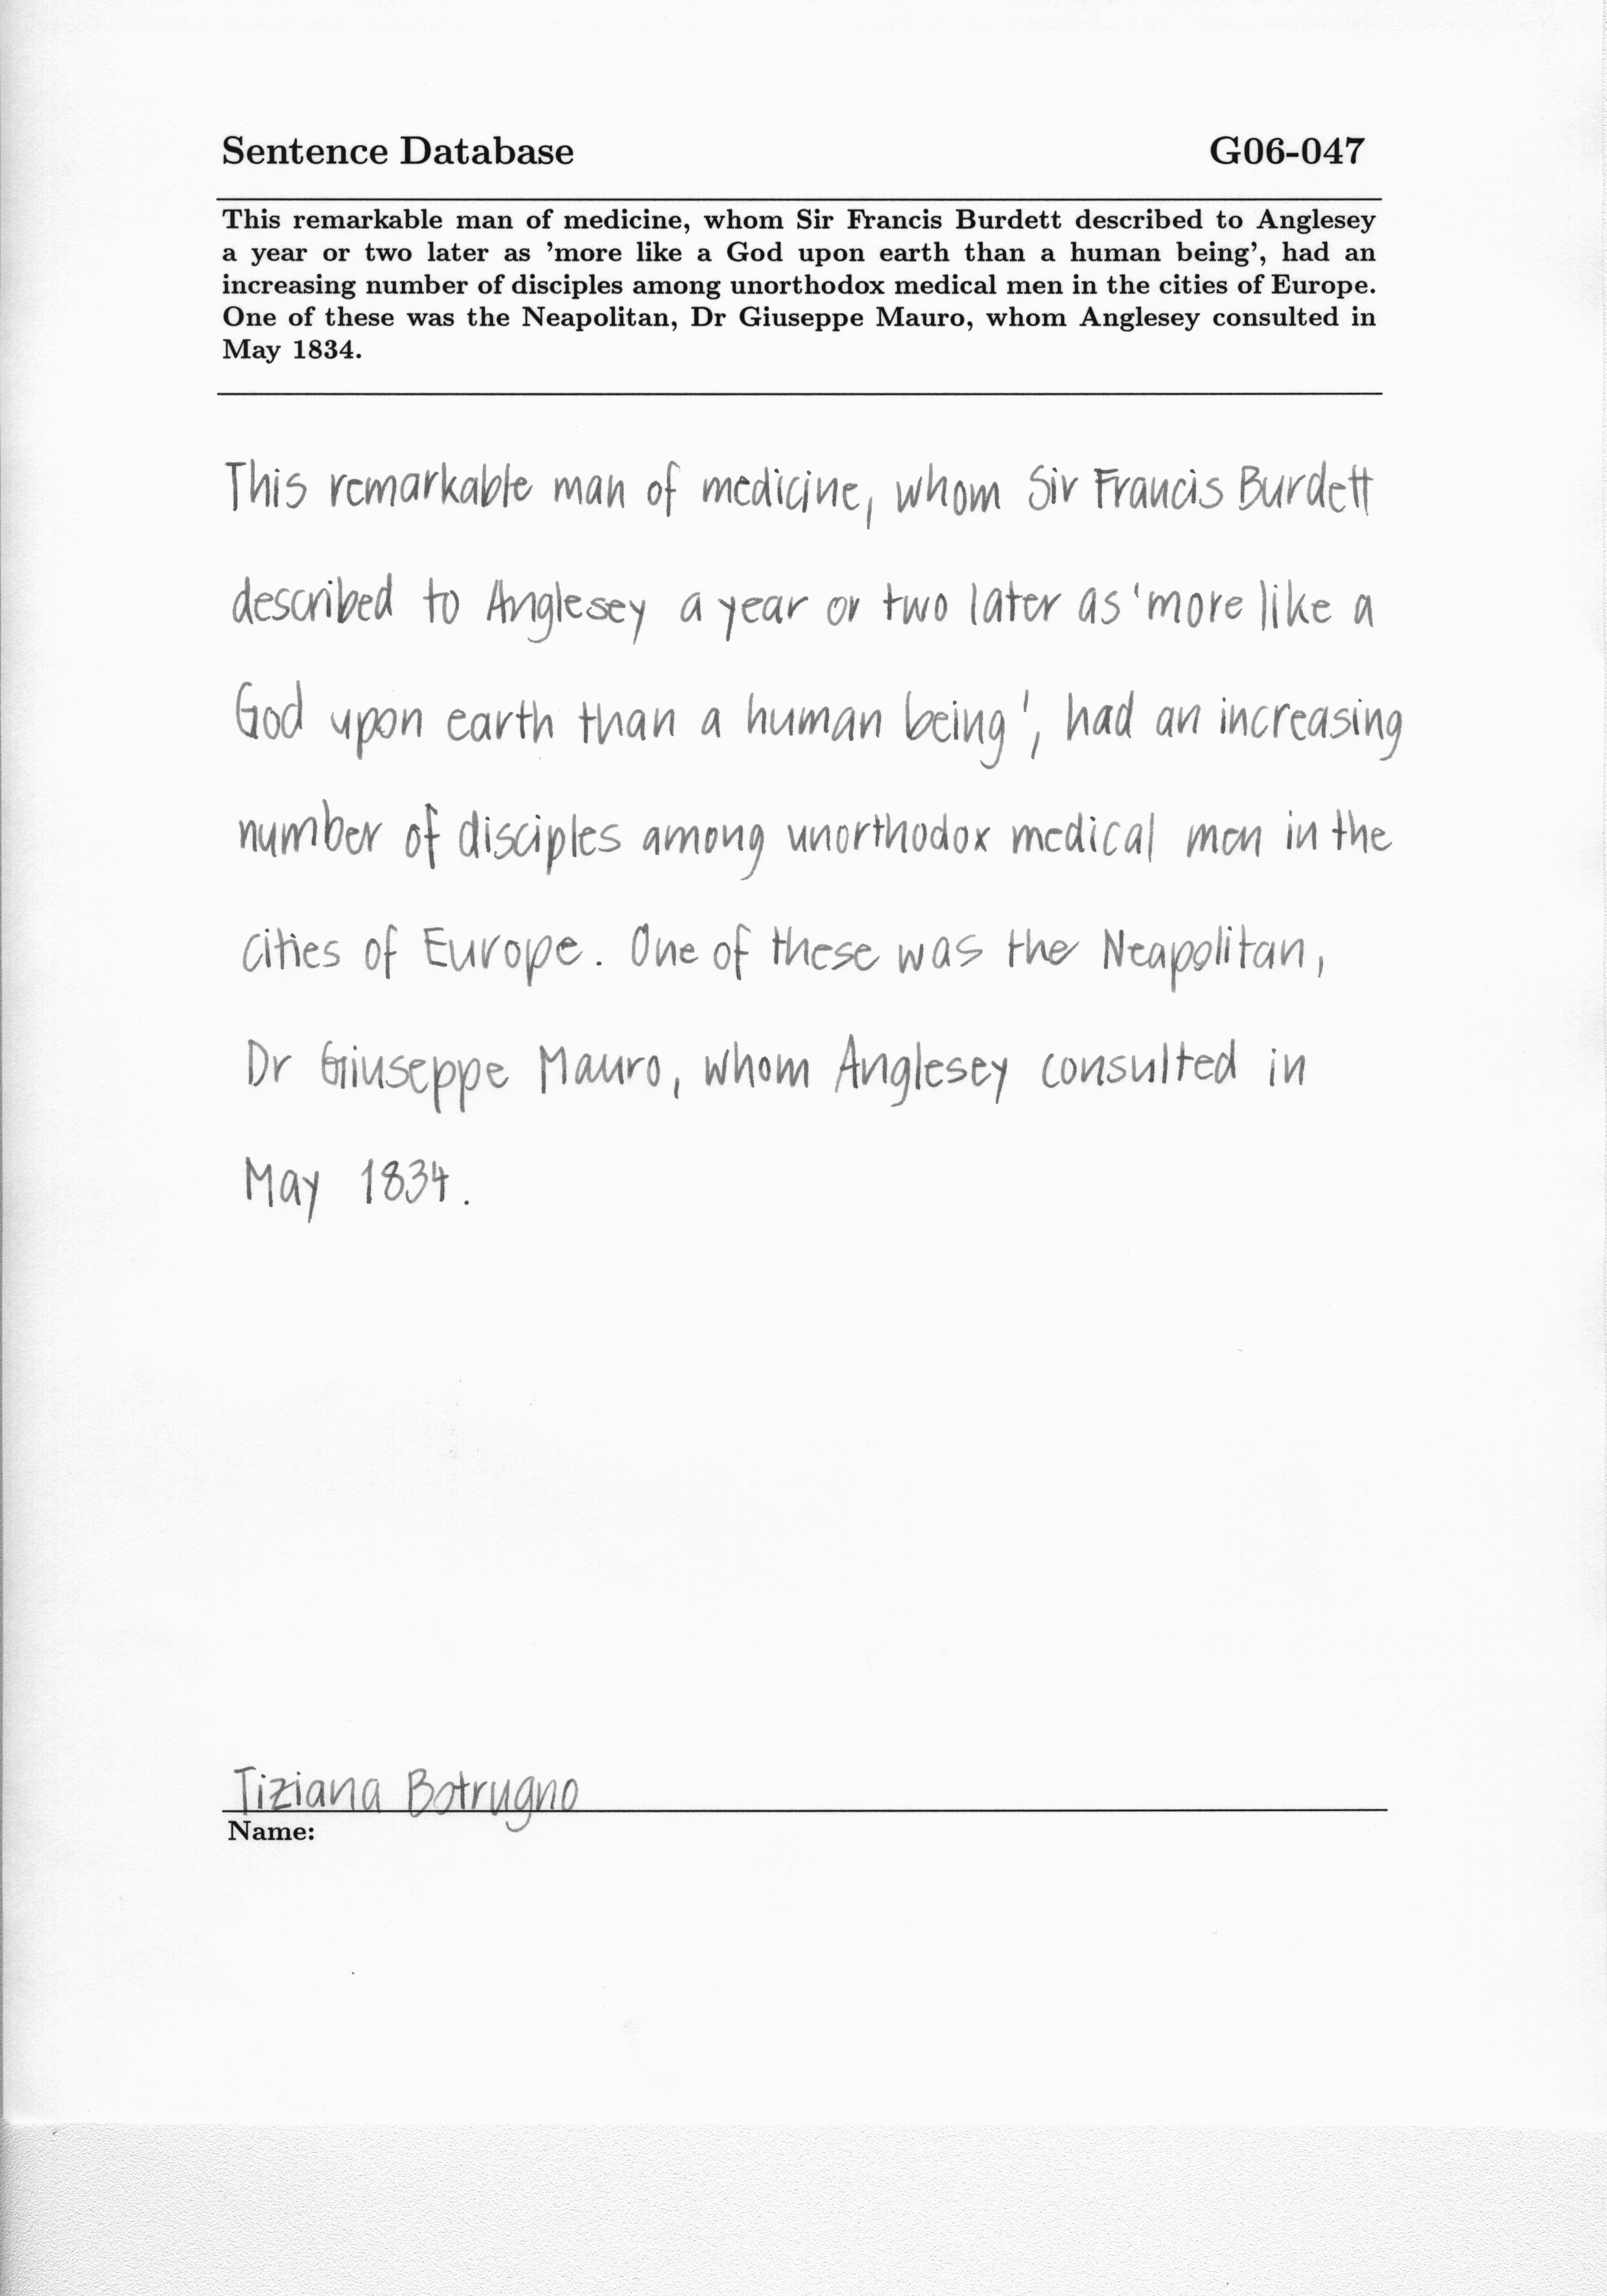 Sentence Database G06-047
This remarkable man of medicine, whom Sir Francis Burdett described to Anglesey
a year or two later as 'more like a God upon earth than a human being', had an
increasing number of disciples among unorthodox medical men in the cities of Europe.
One of these was the Neapolitan, Dr Giuseppe Mauro, whom Anglesey consulted in
May 1834.
This remarkable man of medicine, whom Sir Francis Burdett
described to Anglesey a year or two later as 'more like a
God upon earth than a human being', had an increasing
number of disciples among unorthodox medical men in the
cities of Europe. One of these was the Neapolitan,
Dr Giuseppe Mauro, whom Anglesey consulted in
May 1834.
Tiziana Botrugno
Name: